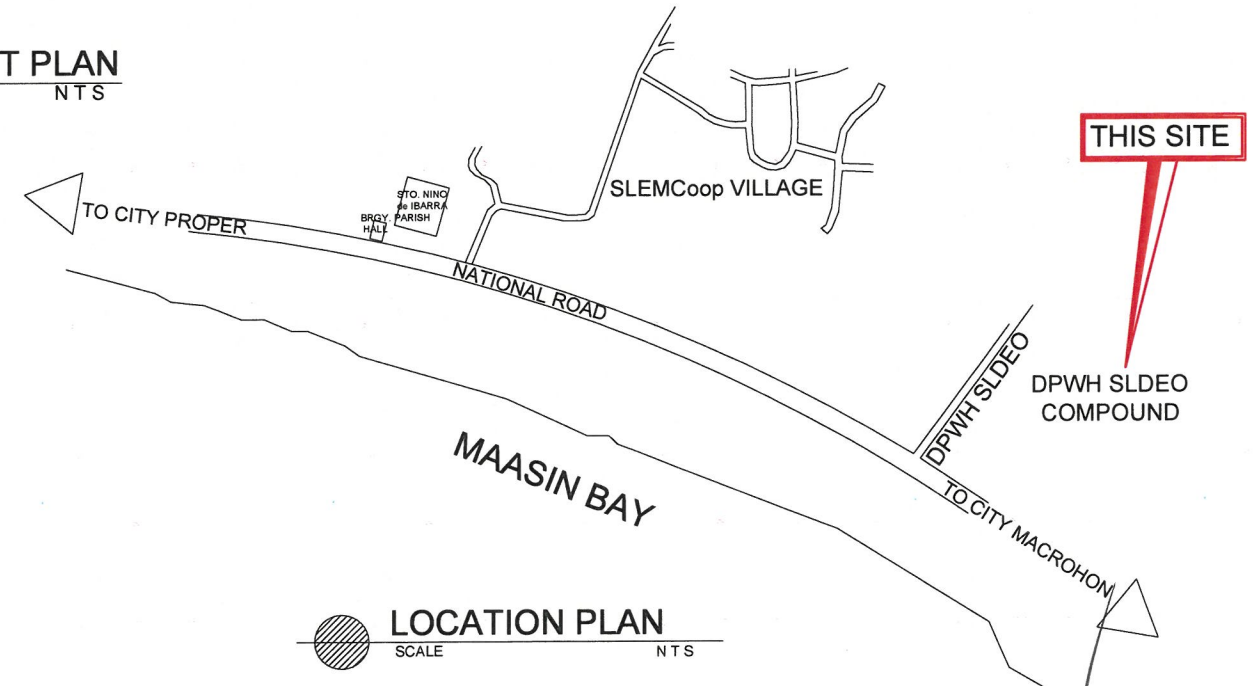 T PLAN
NTS
THIS SITE
SLEMCoop VILLAGE
STO. NINO
de IBARRA
PARISH
BRGY.
HALL
TO CITY PROPER
NATIONAL ROAD
DPWH SLDEO
DPWH SLDEO
COMPOUND
MAASIN BAY
TO CITY MACROHON
LOCATION PLAN
SCALE NTS